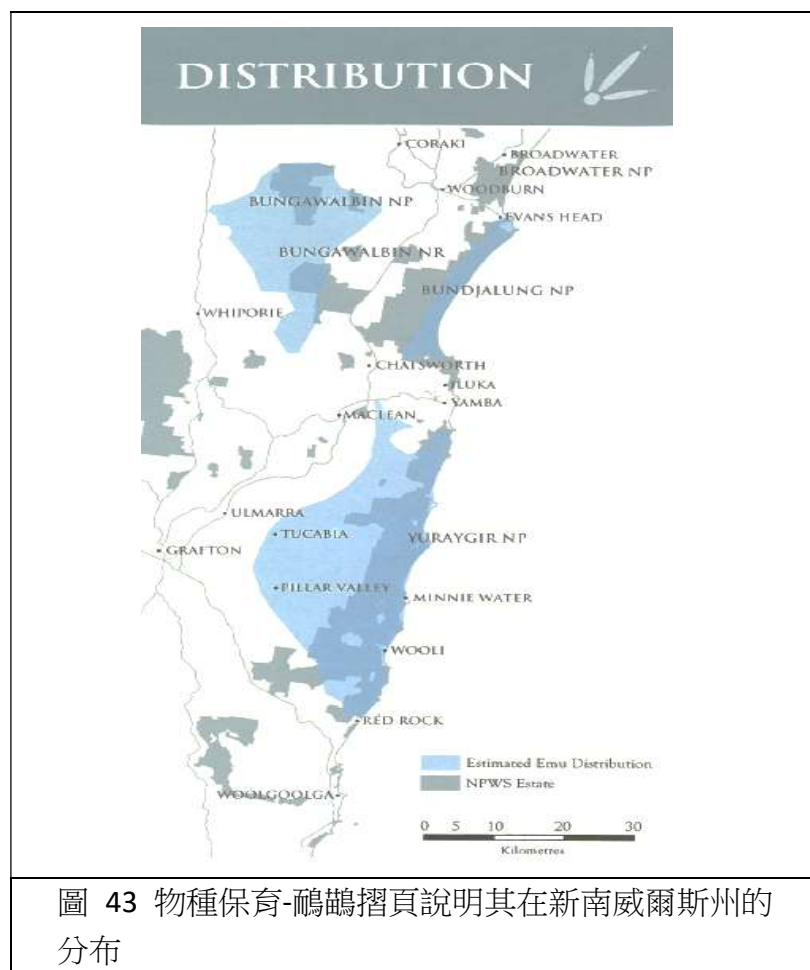 DISTRIBUTION
CORAKI
BROADWATER
BROADWATER NP
WOODBURN
BUNGAWALBIN NP
EVANS HEAD
BUNGAWALBIN NR
BUNDJALUNG NP
WHIPORIE
CHATSWORTH
ILUKA
YAMBA
MACLEAN
ULMARRA
TUCABIA
YURAYGIR NP
GRAFTON
PILLAR VALLEY
MINNIE WATER
WOOLI
RED ROCK
Estimated Emu Distribution
NPWS Estate
WOOLGOOLGA
0 5 10 20 30
Kilometres
圖 43 物種保育-鴯鶓摺頁說明其在新南威爾斯州的
分布